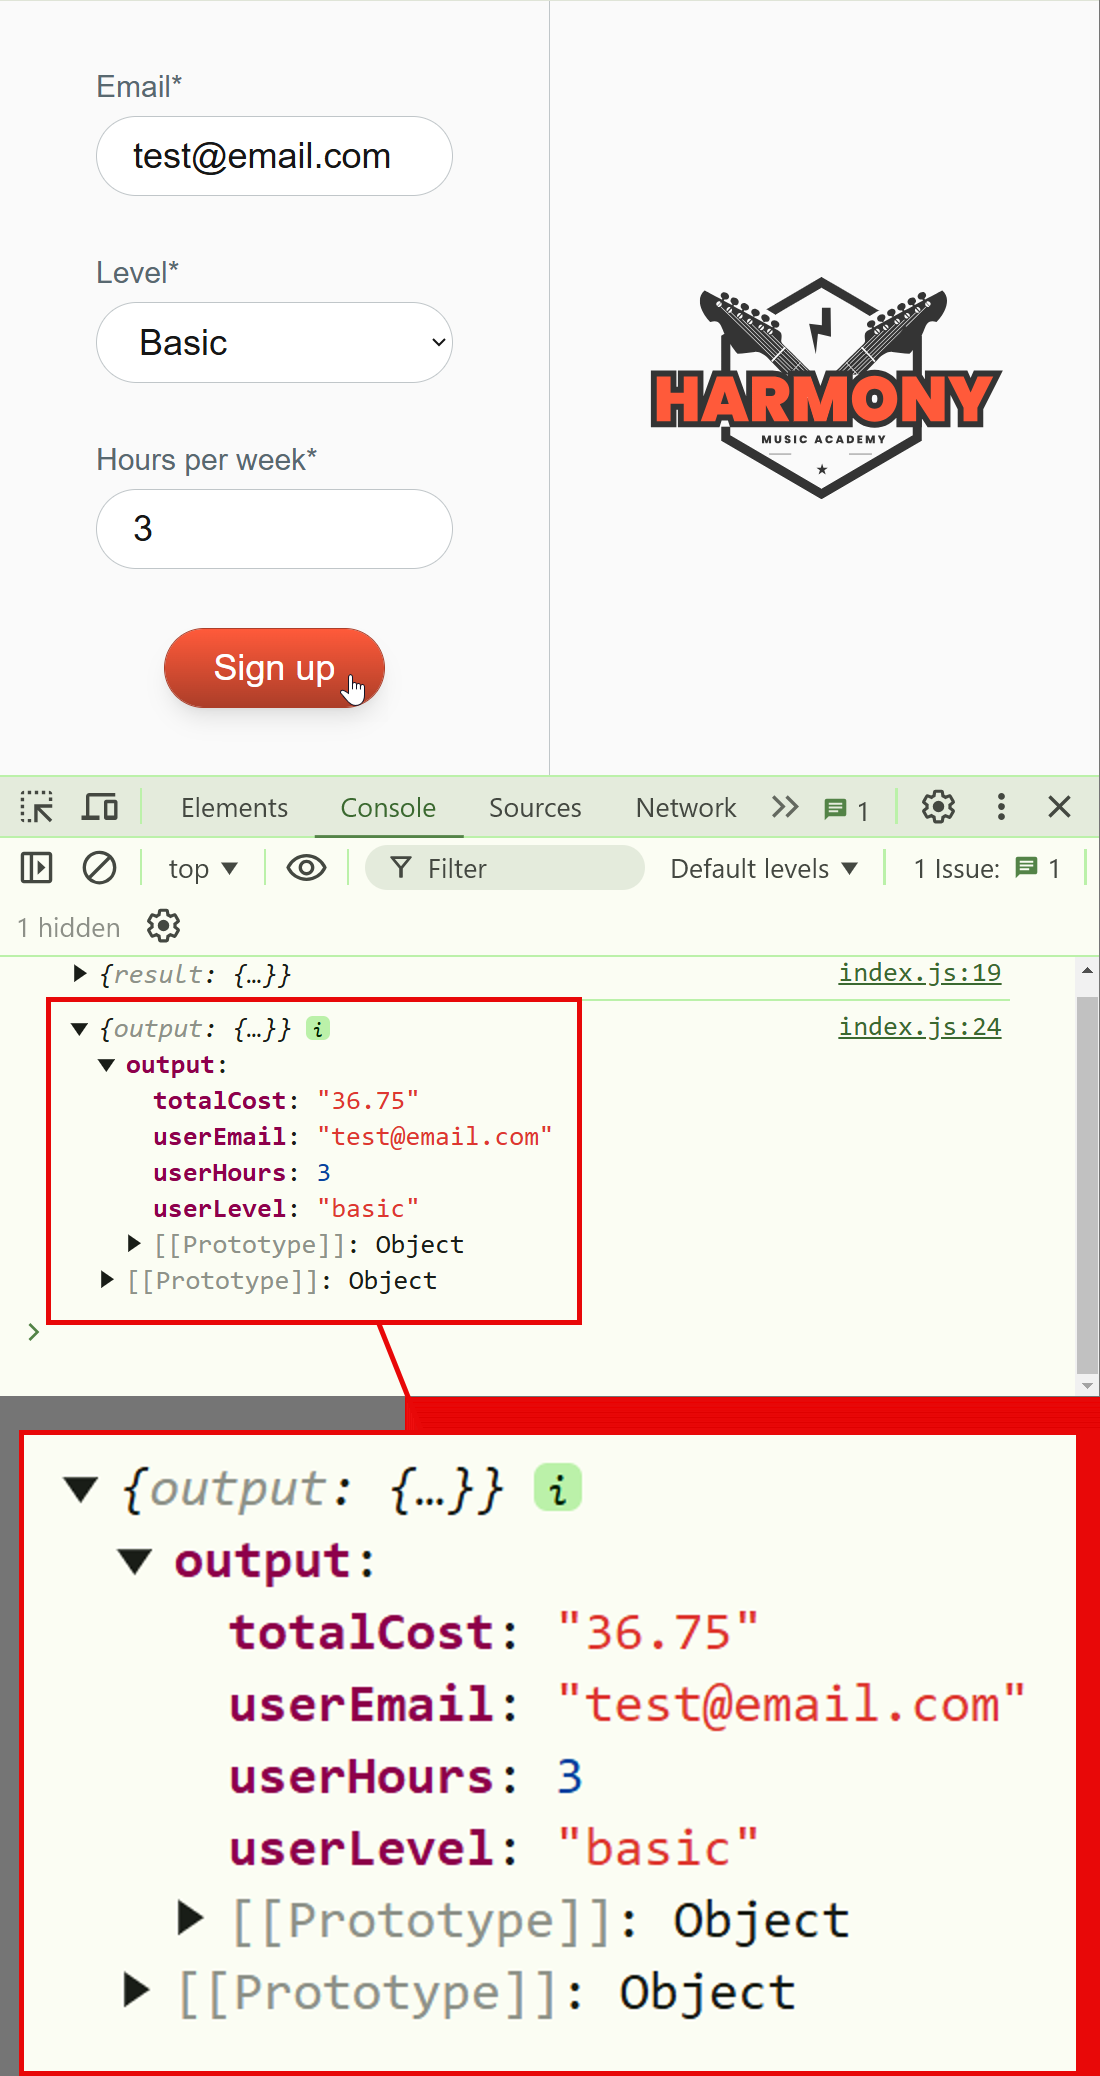 Email*
test@email.com
Level*
Basic
Hours per week*
3
Sign up
HARMONY
MUSIC ACADEMY
Elements Console Sources Network 1
top Filter Default levels 1 Issue: 1
1 hidden
{result: {…}} index.js:19
{output: {…}} i index.js:24
output:
totalCost: "36.75"
userEmail: "test@email.com"
userHours: 3
userLevel: "basic"
[[Prototype]]: Object
[[Prototype]]: Object
{output: {…}} i
output:
totalCost: "36.75"
userEmail: "test@email.com"
userHours: 3
userLevel: "basic"
[[Prototype]]: Object
[[Prototype]]: Object